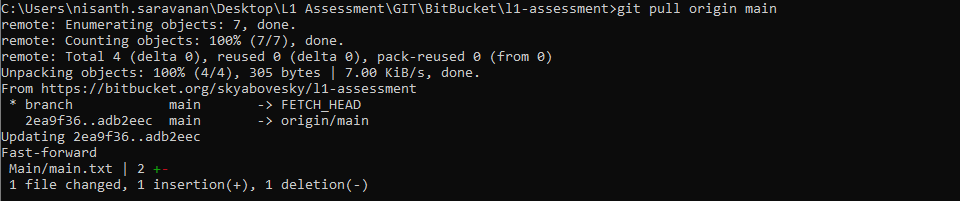 C:\Users\nisanth.saravanan\Desktop\L1 Assessment\GIT\BitBucket\l1-assessment>git pull origin main
remote: Enumerating objects: 7, done.
remote: Counting objects: 100% (7/7), done.
remote: Total 4 (delta 0), reused 0 (delta 0), pack-reused 0 (from 0)
Unpacking objects: 100% (4/4), 305 bytes | 7.00 KiB/s, done.
From https://bitbucket.org/skyabovesky/l1-assessment
 * branch            main       -> FETCH_HEAD
   2ea9f36..adb2eec  main       -> origin/main
Updating 2ea9f36..adb2eec
Fast-forward
 Main/main.txt | 2 +-
 1 file changed, 1 insertion(+), 1 deletion(-)